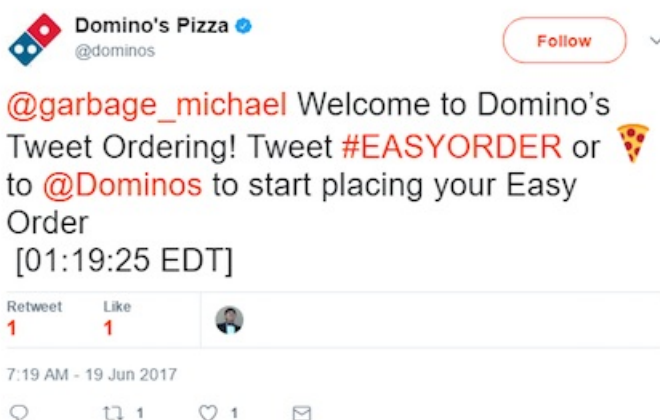 Domino's Pizza
@dominos
Follow
@garbage_michael Welcome to Domino’s
Tweet Ordering! Tweet #EASYORDER or 🍕
to @Dominos to start placing your Easy
Order
[01:19:25 EDT]
Retweet Like
1 1
7:19 AM - 19 Jun 2017
1 1